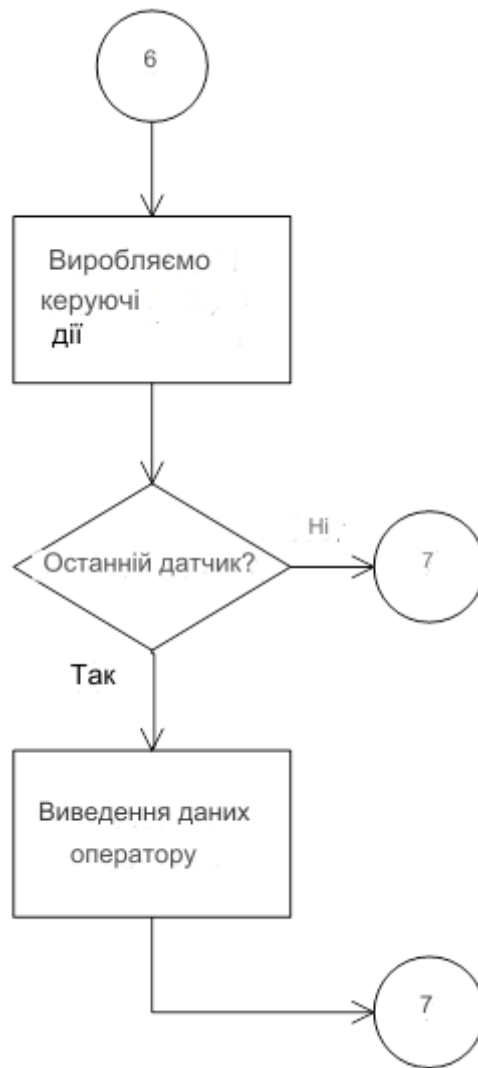 6
Виробляємо
керуючі
дії
Останній датчик?
Ні
7
Так
Виведення даних
оператору
7